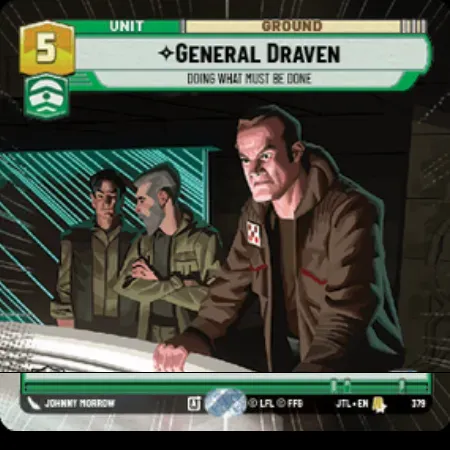 UNIT GROUND
5
GENERAL DRAVEN
DOING WHAT MUST BE DONE
JOHNNY MORROW Ⓒ LFL Ⓒ FFG JTL • EN 379